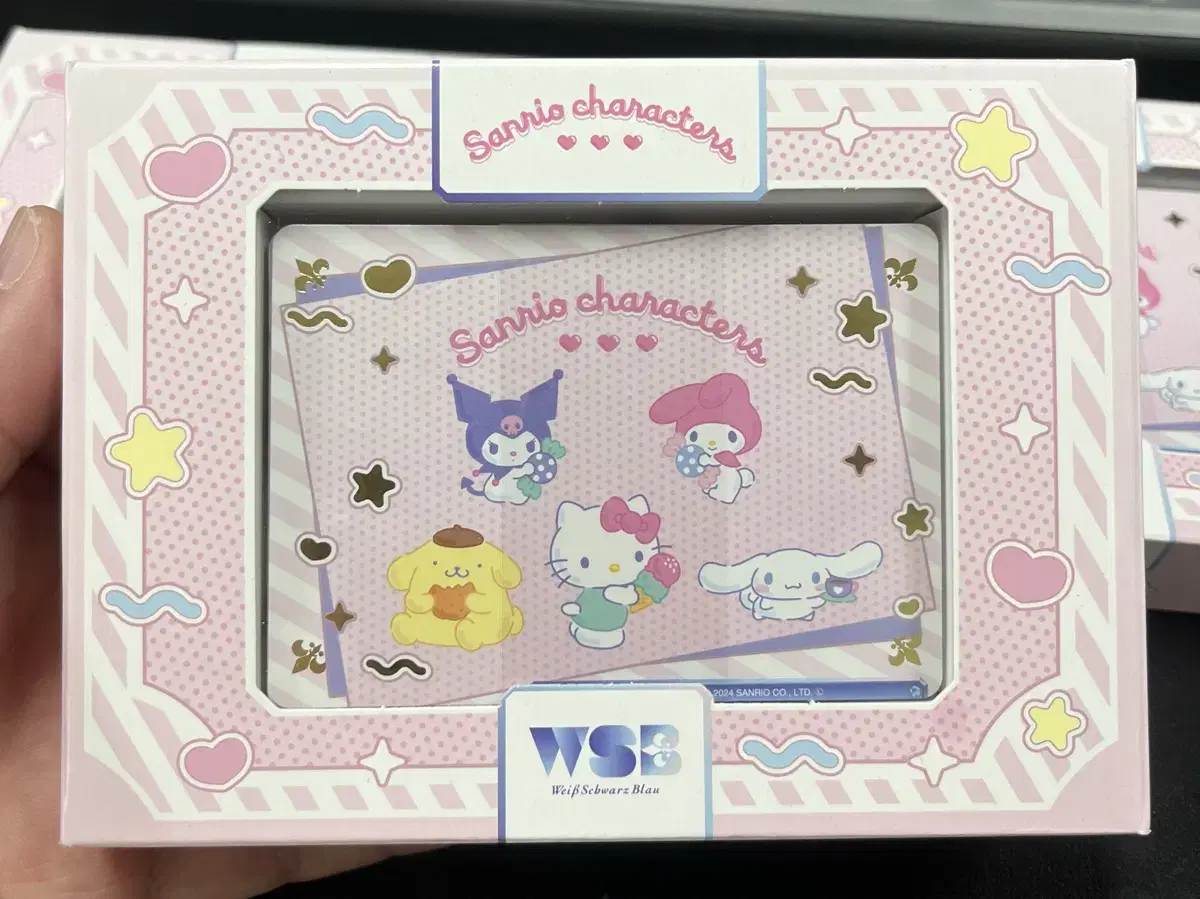 Sanrio characters
Sanrio characters
2024 SANRIO CO., LTD. Ⓛ
WSB
Weiß Schwarz Blau